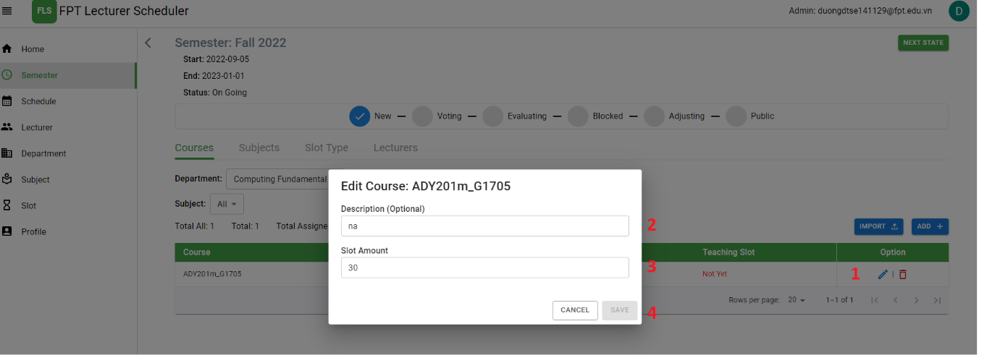 FLS FPT Lecturer Scheduler Admin: duongdtse141129@fpt.edu.vn D
Home
Semester
Schedule
Lecturer
Department
Subject
Slot
Profile
Semester: Fall 2022 NEXT STATE
Start: 2022-09-05
End: 2023-01-01
Status: On Going
New Voting Evaluating Blocked Adjusting Public
Courses Subjects Slot Type Lecturers
Department: Computing Fundamental
Subject: All
Total All: 1 Total: 1 Total Assigne IMPORT ADD +
Course Teaching Slot Option
ADY201m_G1705 Not Yet 1 |
Rows per page: 20 1–1 of 1
Edit Course: ADY201m_G1705
Description (Optional)
na 2
Slot Amount
30 3
CANCEL SAVE 4